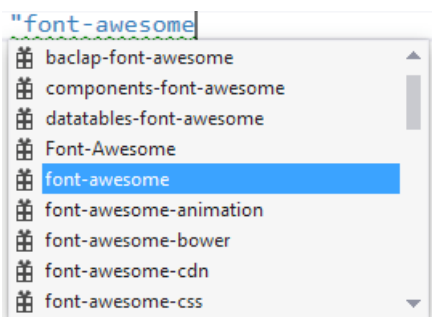 "font-awesome
baclap-font-awesome
components-font-awesome
datatables-font-awesome
Font-Awesome
font-awesome
font-awesome-animation
font-awesome-bower
font-awesome-cdn
font-awesome-css